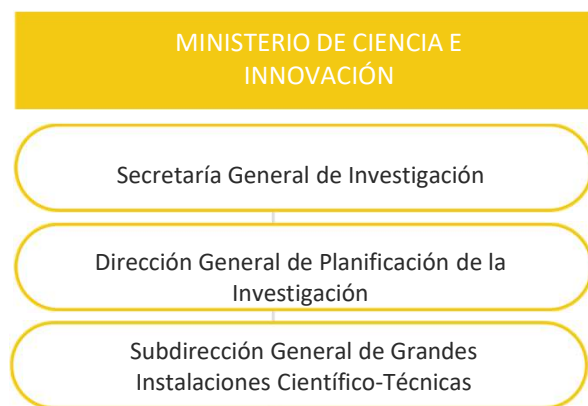 MINISTERIO DE CIENCIA E
INNOVACIÓN
Secretaría General de Investigación
Dirección General de Planificación de la
Investigación
Subdirección General de Grandes
Instalaciones Científico-Técnicas